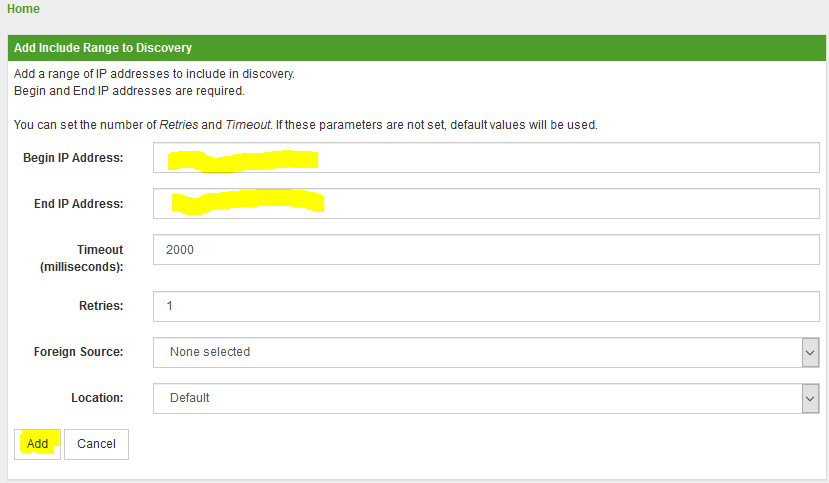 Home
Add Include Range to Discovery
Add a range of IP addresses to include in discovery.
Begin and End IP addresses are required.
You can set the number of Retries and Timeout. If these parameters are not set, default values will be used.
Begin IP Address:
End IP Address:
Timeout (milliseconds): 2000
Retries: 1
Foreign Source: None selected
Location: Default
Add Cancel